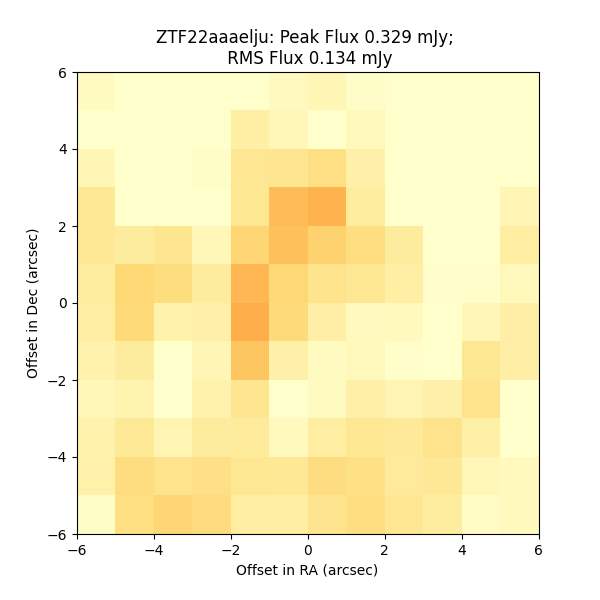 ZTF22aaaelju: Peak Flux 0.329 mJy;
RMS Flux 0.134 mJy
6
4
2
0
−2
−4
−6
Offset in Dec (arcsec)
−6 −4 −2 0 2 4 6
Offset in RA (arcsec)